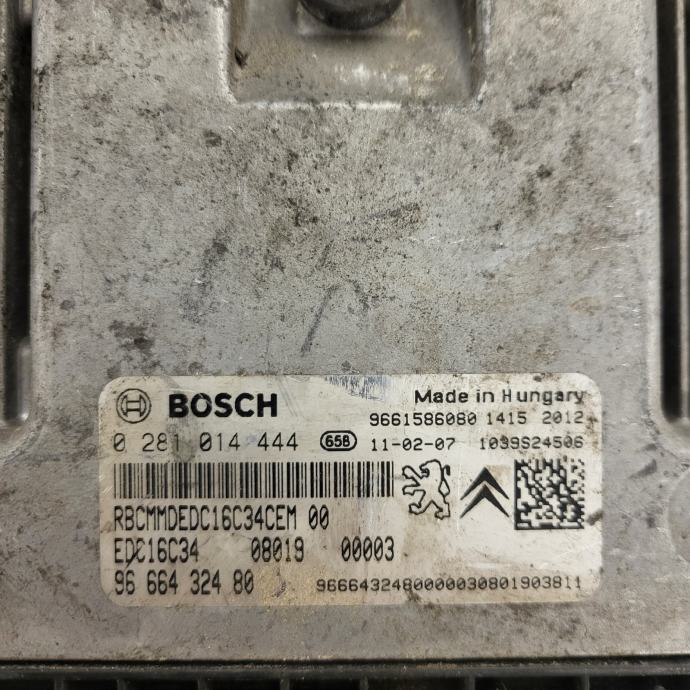 BOSCH Made in Hungary
9661586080 1415 2012
0 281 014 444 658 11-02-07 1039S24506
RBCMMDEDC16C34CEM 00
EDC16C34 08019 00003
96 664 324 80 9666432480000030801903811